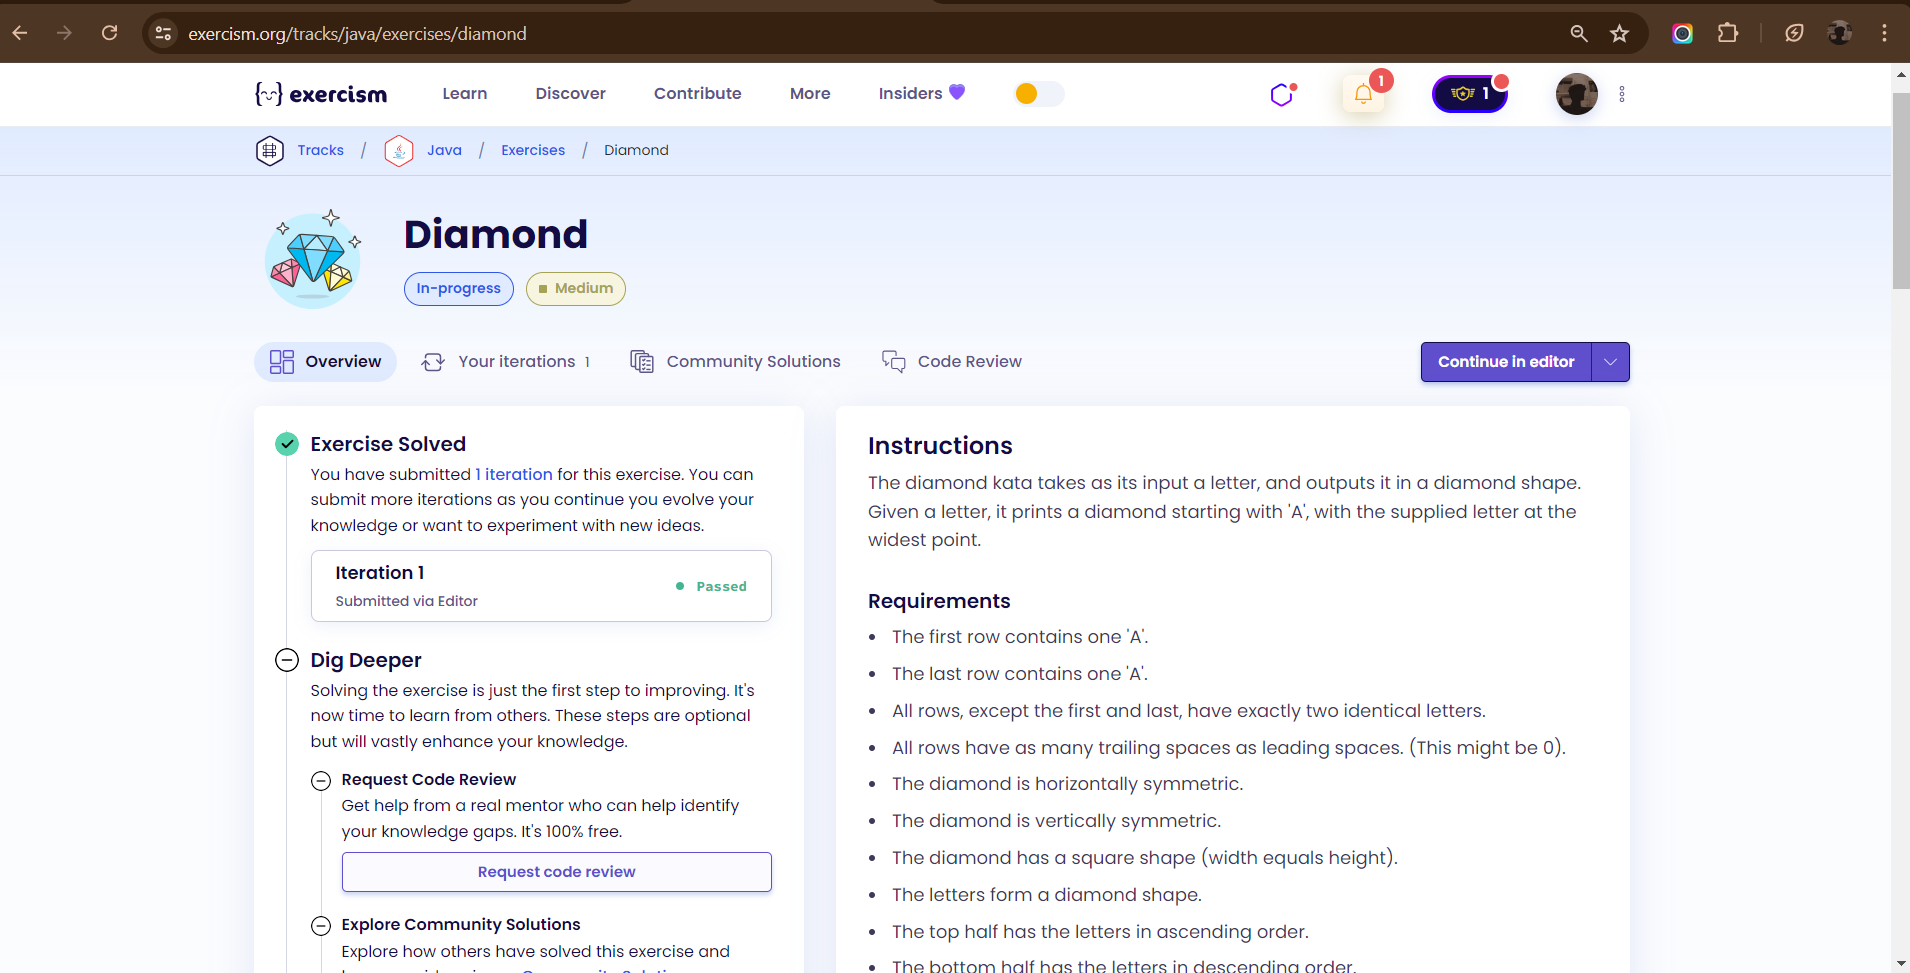 exercism.org/tracks/java/exercises/diamond
exercism
Learn
Discover
Contribute
More
Insiders 💜
1
1
Tracks / Java / Exercises / Diamond
Diamond
In-progress
Medium
Overview
Your iterations 1
Community Solutions
Code Review
Continue in editor
Exercise Solved
You have submitted 1 iteration for this exercise. You can
submit more iterations as you continue you evolve your
knowledge or want to experiment with new ideas.
Iteration 1
Submitted via Editor
Passed
Dig Deeper
Solving the exercise is just the first step to improving. It's
now time to learn from others. These steps are optional
but will vastly enhance your knowledge.
Request Code Review
Get help from a real mentor who can help identify
your knowledge gaps. It's 100% free.
Request code review
Explore Community Solutions
Explore how others have solved this exercise and
Instructions
The diamond kata takes as its input a letter, and outputs it in a diamond shape.
Given a letter, it prints a diamond starting with 'A', with the supplied letter at the
widest point.
Requirements
• The first row contains one 'A'.
• The last row contains one 'A'.
• All rows, except the first and last, have exactly two identical letters.
• All rows have as many trailing spaces as leading spaces. (This might be 0).
• The diamond is horizontally symmetric.
• The diamond is vertically symmetric.
• The diamond has a square shape (width equals height).
• The letters form a diamond shape.
• The top half has the letters in ascending order.
• The bottom half has the letters in descending order.